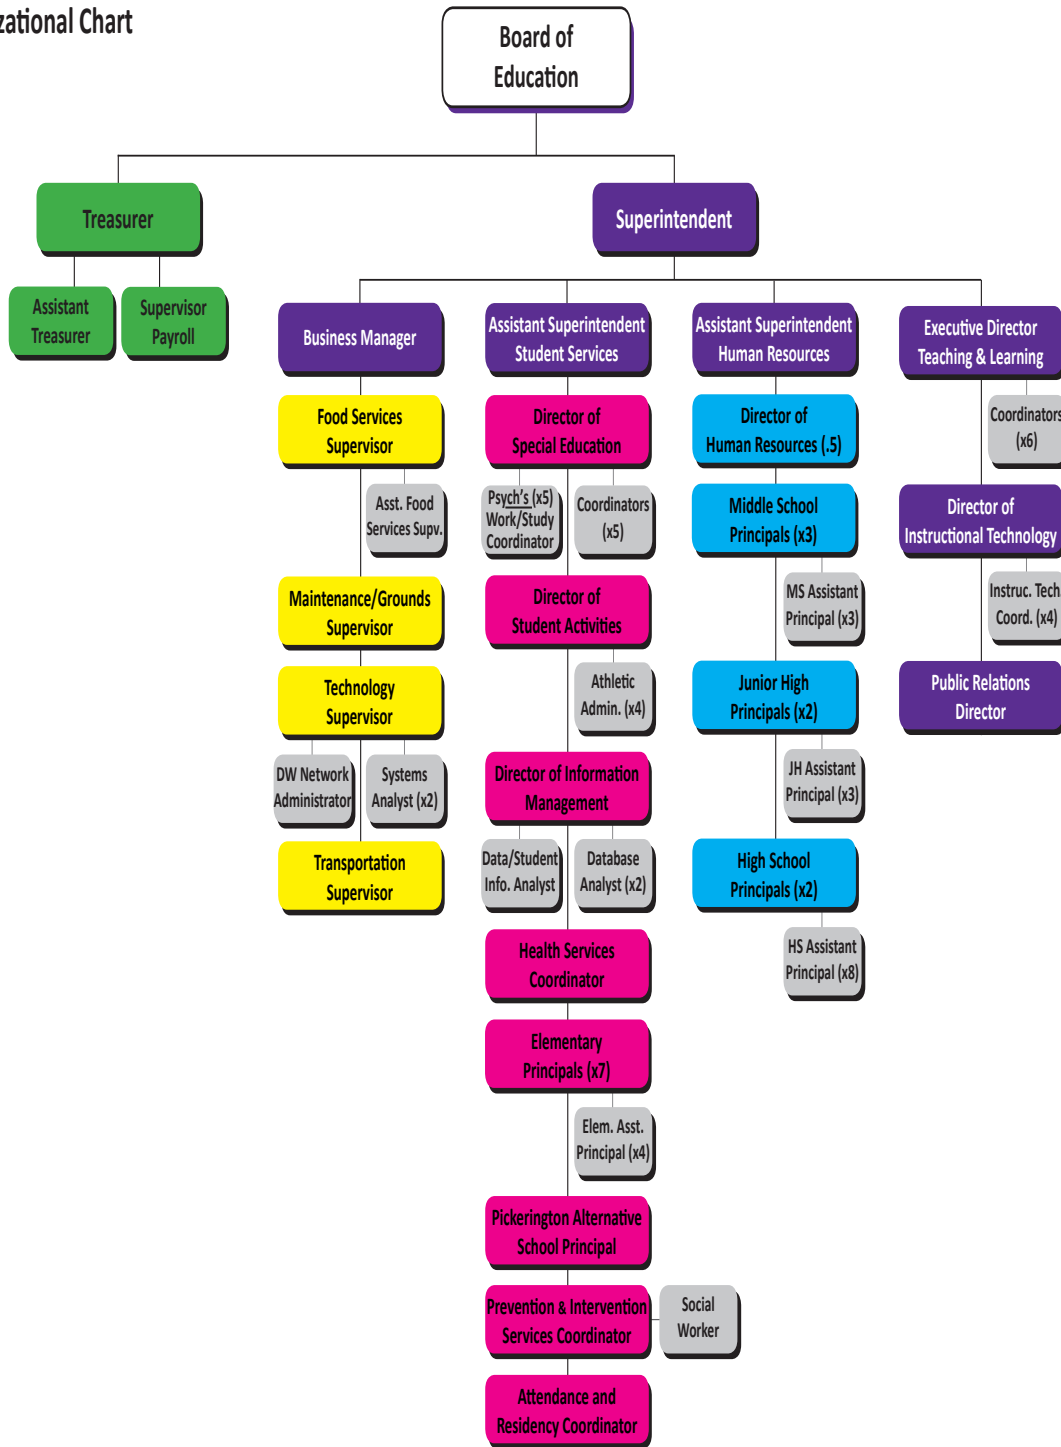 zational Chart
Board of
Education
Treasurer
Superintendent
Assistant
Treasurer
Supervisor
Payroll
Business Manager
Assistant Superintendent
Student Services
Assistant Superintendent
Human Resources
Executive Director
Teaching & Learning
Food Services
Supervisor
Asst. Food
Services Supv.
Maintenance/Grounds
Supervisor
Technology
Supervisor
DW Network
Administrator
Systems
Analyst (x2)
Transportation
Supervisor
Director of
Special Education
Psych's (x5)
Work/Study
Coordinator
Coordinators
(x5)
Director of
Student Activities
Athletic
Admin. (x4)
Director of Information
Management
Data/Student
Info. Analyst
Database
Analyst (x2)
Health Services
Coordinator
Elementary
Principals (x7)
Elem. Asst.
Principal (x4)
Pickerington Alternative
School Principal
Prevention & Intervention
Services Coordinator
Social
Worker
Attendance and
Residency Coordinator
Director of
Human Resources (.5)
Middle School
Principals (x3)
MS Assistant
Principal (x3)
Junior High
Principals (x2)
JH Assistant
Principal (x3)
High School
Principals (x2)
HS Assistant
Principal (x8)
Coordinators
(x6)
Director of
Instructional Technology
Instruc. Tech.
Coord. (x4)
Public Relations
Director